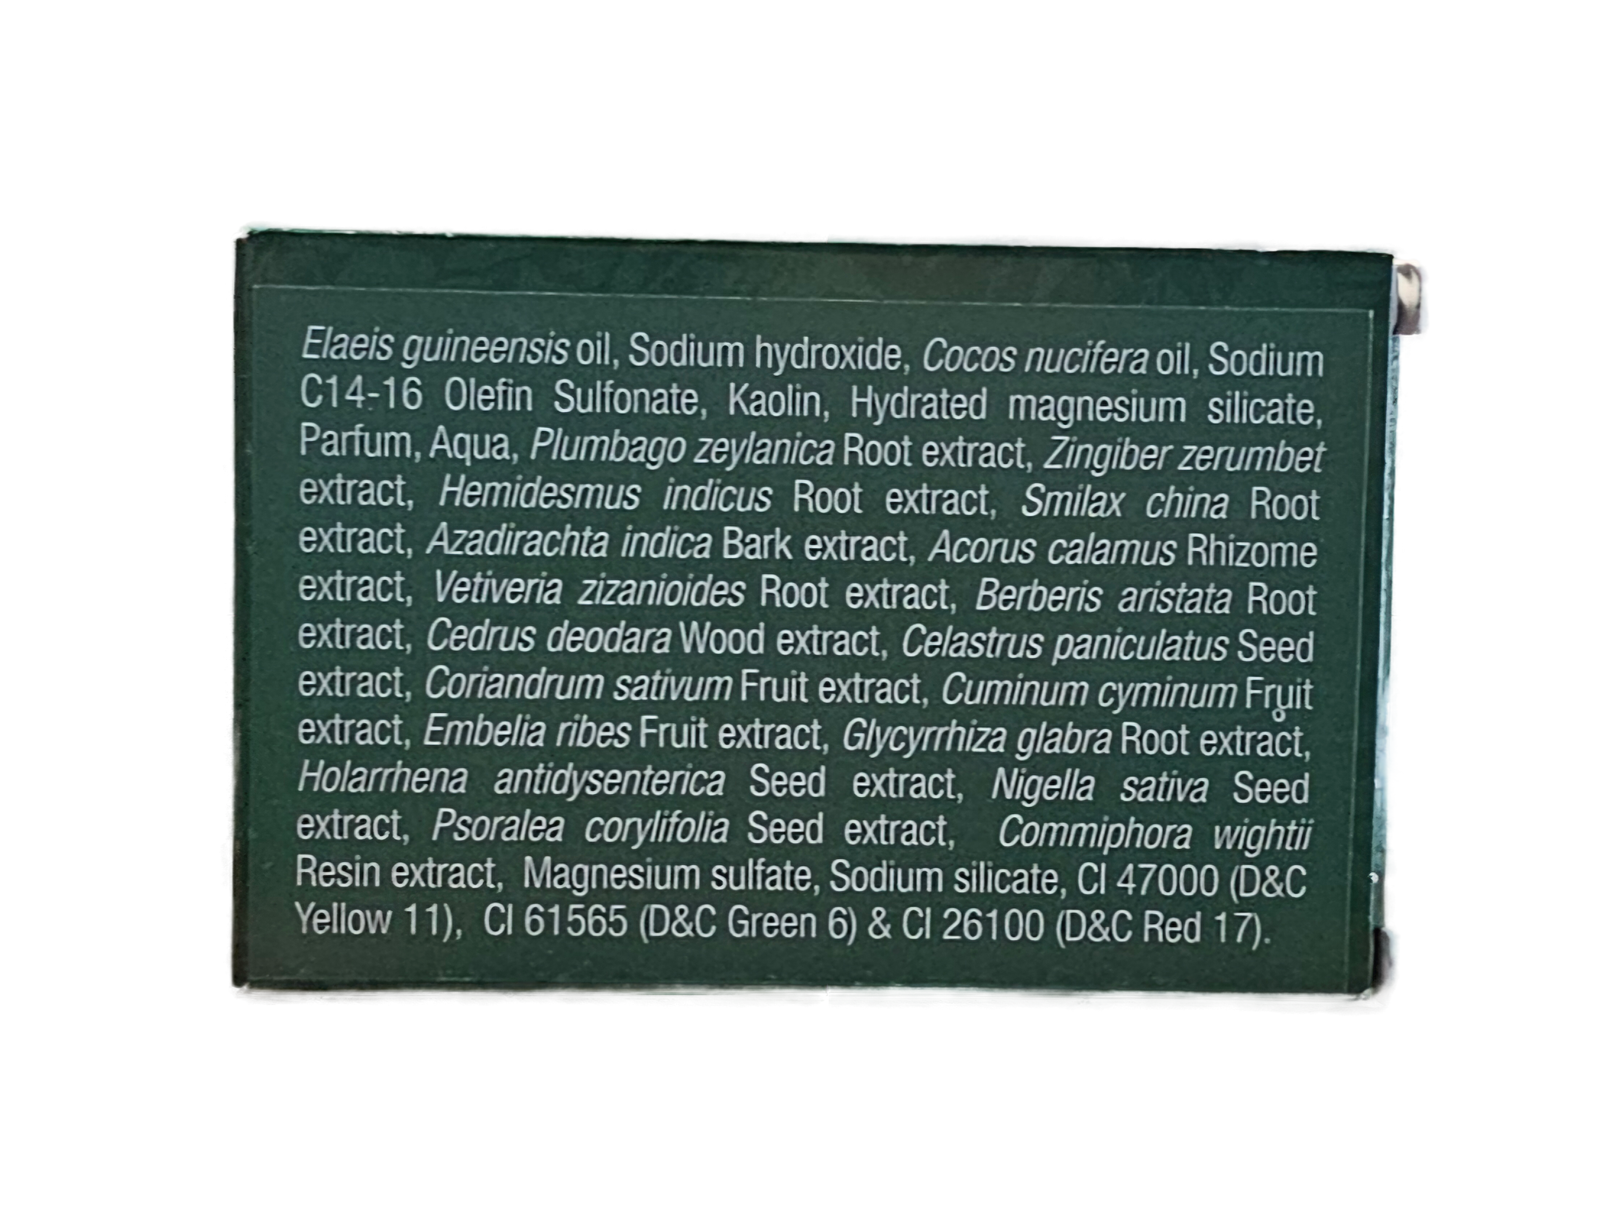 Elaeis guineensis oil, Sodium hydroxide, Cocos nucifera oil, Sodium
C14-16 Olefin Sulfonate, Kaolin, Hydrated magnesium silicate,
Parfum, Aqua, Plumbago zeylanica Root extract, Zingiber zerumbet
extract, Hemidesmus indicus Root extract, Smilax china Root
extract, Azadirachta indica Bark extract, Acorus calamus Rhizome
extract, Vetiveria zizanioides Root extract, Berberis aristata Root
extract, Cedrus deodara Wood extract, Celastrus paniculatus Seed
extract, Coriandrum sativum Fruit extract, Cuminum cyminum Fruit
extract, Embelia ribes Fruit extract, Glycyrrhiza glabra Root extract,
Holarrhena antidysenterica Seed extract, Nigella sativa Seed
extract, Psoralea corylifolia Seed extract, Commiphora wightii
Resin extract, Magnesium sulfate, Sodium silicate, CI 47000 (D&C
Yellow 11), CI 61565 (D&C Green 6) & CI 26100 (D&C Red 17).